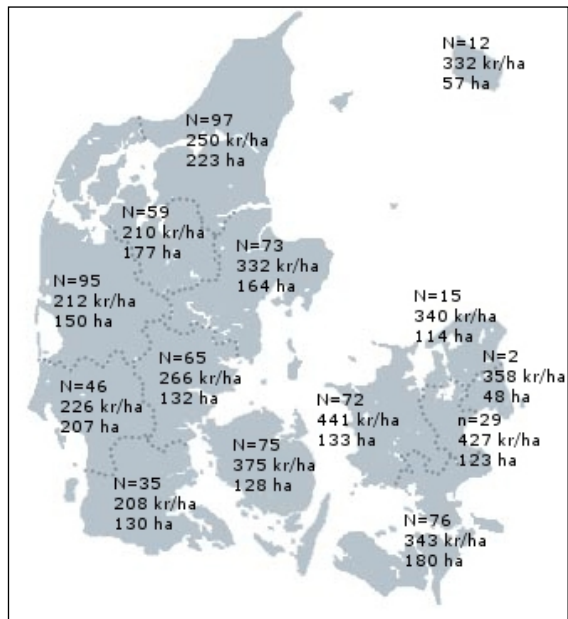 N=12
332 kr/ha
57 ha
N=97
250 kr/ha
223 ha
N=59
210 kr/ha
177 ha
N=73
332 kr/ha
164 ha
N=95
212 kr/ha
150 ha
N=15
340 kr/ha
114 ha
N=65
266 kr/ha
132 ha
N=2
358 kr/ha
48 ha
N=46
226 kr/ha
207 ha
N=72
441 kr/ha
133 ha
n=29
427 kr/ha
123 ha
N=75
375 kr/ha
128 ha
N=35
208 kr/ha
130 ha
N=76
343 kr/ha
180 ha